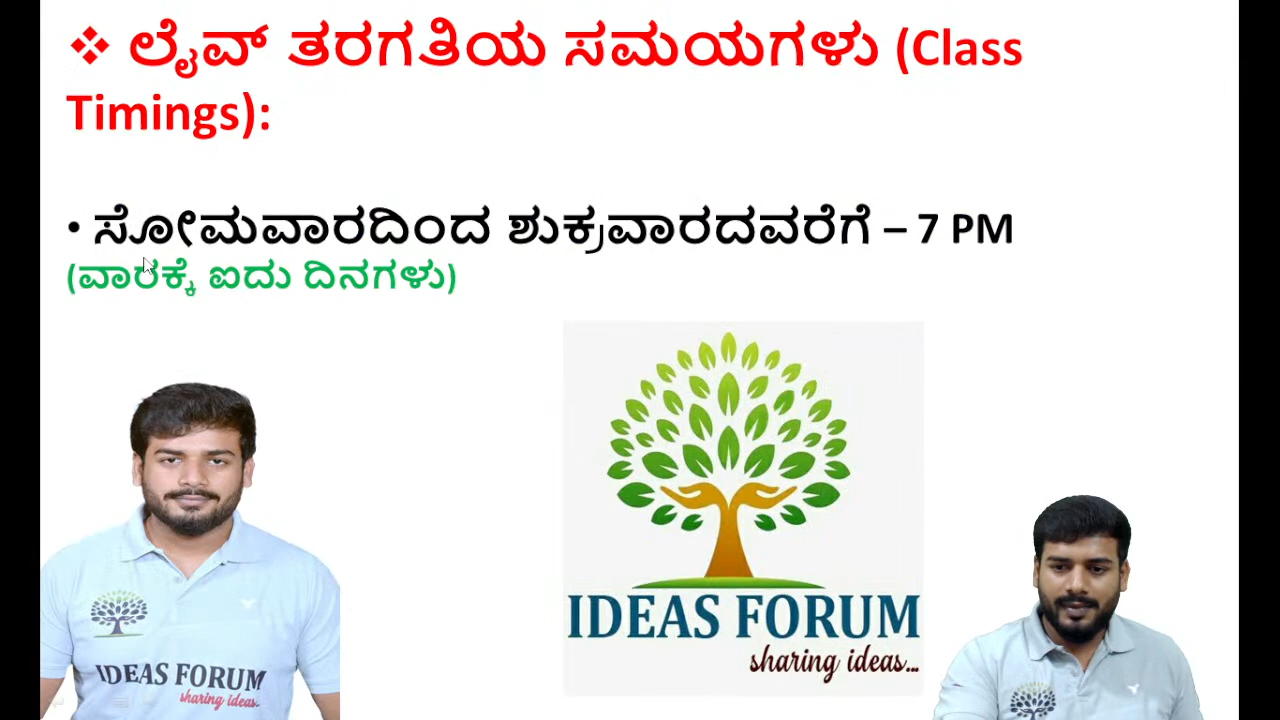 ❖ ಲೈವ್ ತರಗತಿಯ ಸಮಯಗಳು (Class
Timings):
• ಸೋಮವಾರದಿಂದ ಶುಕ್ರವಾರದವರೆಗೆ – 7 PM
(ವಾರಕ್ಕೆ ಐದು ದಿನಗಳು)
IDEAS FORUM
sharing ideas...
IDEAS FORUM
sharing ideas..